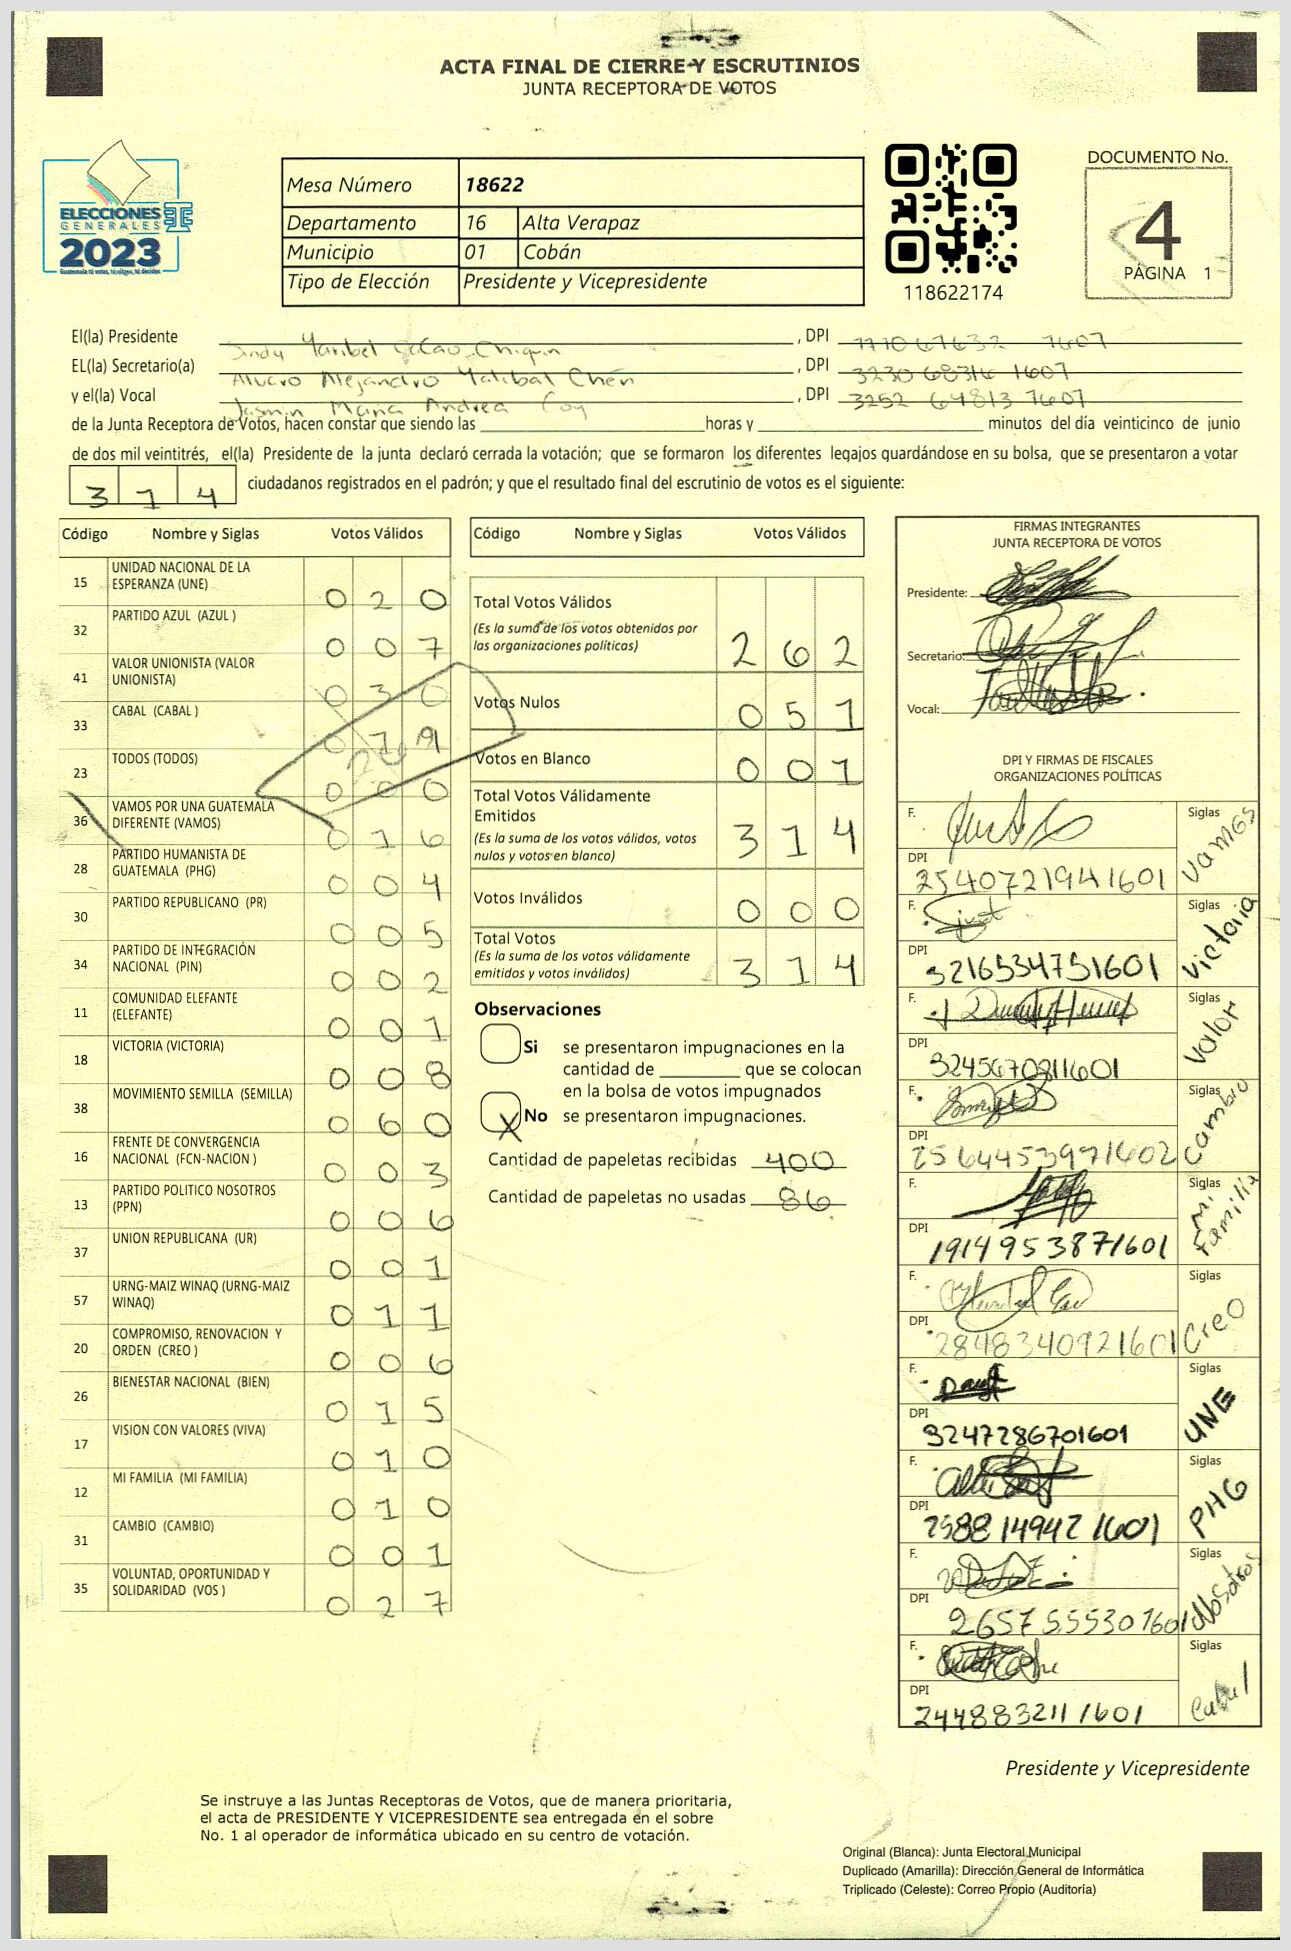 ACTA FINAL DE CIERRE Y ESCRUTINIOS
JUNTA RECEPTORA DE VOTOS
ELECCIONES
GENERALES
2023
Guatemala tú votas, tú eliges, tú decides
Mesa Número 18622
Departamento 16 Alta Verapaz
Municipio 01 Cobán
Tipo de Elección Presidente y Vicepresidente
118622174
DOCUMENTO No.
4
PÁGINA 1
El(la) Presidente Maribel Chiquin, DPI 1607
EL(la) Secretario(a) Alvaro Alejandro Chén, DPI 3230 68316 1607
y el(la) Vocal Jasmin Maria Andrea Coy, DPI 3252 64813 1607
de la Junta Receptora de Votos, hacen constar que siendo las horas y minutos del día veinticinco de junio
de dos mil veintitrés, el(la) Presidente de la junta declaró cerrada la votación; que se formaron los diferentes legajos guardándose en su bolsa, que se presentaron a votar
3 1 4 ciudadanos registrados en el padrón; y que el resultado final del escrutinio de votos es el siguiente:
Código Nombre y Siglas Votos Válidos
15 UNIDAD NACIONAL DE LA ESPERANZA (UNE) 0 2 0
32 PARTIDO AZUL (AZUL ) 0 0 7
41 VALOR UNIONISTA (VALOR UNIONISTA) 0 3 0
33 CABAL (CABAL ) 0 1 9
23 TODOS (TODOS) 0 0 0
36 VAMOS POR UNA GUATEMALA DIFERENTE (VAMOS) 0 1 6
28 PARTIDO HUMANISTA DE GUATEMALA (PHG) 0 0 4
30 PARTIDO REPUBLICANO (PR) 0 0 5
34 PARTIDO DE INTEGRACIÓN NACIONAL (PIN) 0 0 2
11 COMUNIDAD ELEFANTE (ELEFANTE) 0 0 1
18 VICTORIA (VICTORIA) 0 0 8
38 MOVIMIENTO SEMILLA (SEMILLA) 0 6 0
16 FRENTE DE CONVERGENCIA NACIONAL (FCN-NACION ) 0 0 3
13 PARTIDO POLITICO NOSOTROS (PPN) 0 0 6
37 UNION REPUBLICANA (UR) 0 0 1
57 URNG-MAIZ WINAQ (URNG-MAIZ WINAQ) 0 1 1
20 COMPROMISO, RENOVACION Y ORDEN (CREO ) 0 0 6
26 BIENESTAR NACIONAL (BIEN) 0 1 5
17 VISION CON VALORES (VIVA) 0 1 0
12 MI FAMILIA (MI FAMILIA) 0 1 0
31 CAMBIO (CAMBIO) 0 0 1
35 VOLUNTAD, OPORTUNIDAD Y SOLIDARIDAD (VOS ) 0 2 7
Código Nombre y Siglas Votos Válidos
Total Votos Válidos 2 6 2
(Es la suma de los votos obtenidos por
las organizaciones políticas)
Votos Nulos 0 5 1
Votos en Blanco 0 0 1
Total Votos Válidamente
Emitidos 3 1 4
(Es la suma de los votos válidos, votos
nulos y votos en blanco)
Votos Inválidos 0 0 0
Total Votos 3 1 4
(Es la suma de los votos válidamente
emitidos y votos inválidos)
Observaciones
Si se presentaron impugnaciones en la
cantidad de que se colocan
en la bolsa de votos impugnados
X No se presentaron impugnaciones.
Cantidad de papeletas recibidas 400
Cantidad de papeletas no usadas 86
FIRMAS INTEGRANTES
JUNTA RECEPTORA DE VOTOS
Presidente:
Secretario:
Vocal:
DPI Y FIRMAS DE FISCALES
ORGANIZACIONES POLÍTICAS
F. Siglas Vamos
DPI 2540721941601
F. Siglas Victoria
DPI 3216534751601
F. Siglas Valor
DPI 3245670811601
F. Siglas Cambio
DPI 2564453971602
F. Siglas Mi Familia
DPI 1914953871601
F. Siglas Creo
DPI 2848340921601
F. Siglas UNE
DPI 3247286701601
F. Siglas PHG
DPI 2588149421601
F. Siglas Nosotros
DPI 2657555301601
F. Siglas Cabal
DPI 2448832111601
Presidente y Vicepresidente
Se instruye a las Juntas Receptoras de Votos, que de manera prioritaria,
el acta de PRESIDENTE Y VICEPRESIDENTE sea entregada en el sobre
No. 1 al operador de informática ubicado en su centro de votación.
Original (Blanca): Junta Electoral Municipal
Duplicado (Amarilla): Dirección General de Informática
Triplicado (Celeste): Correo Propio (Auditoría)